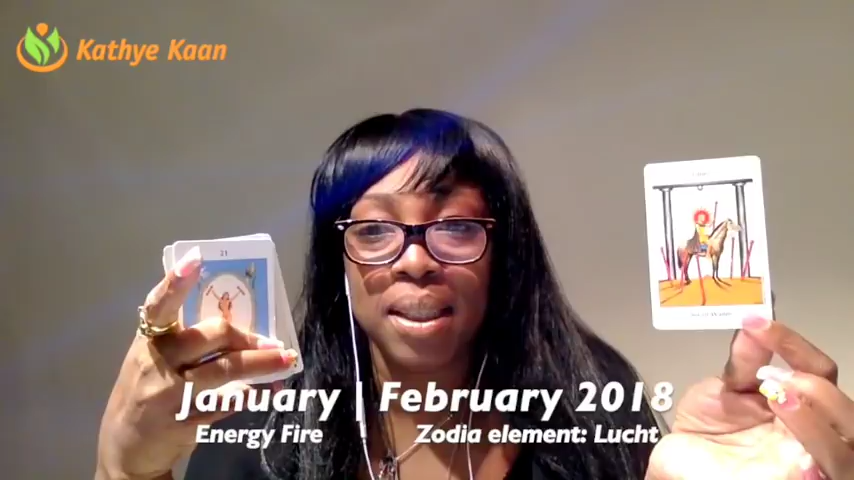 Kathye Kaan
21
January | February 2018
Energy Fire
Zodia element: Lucht